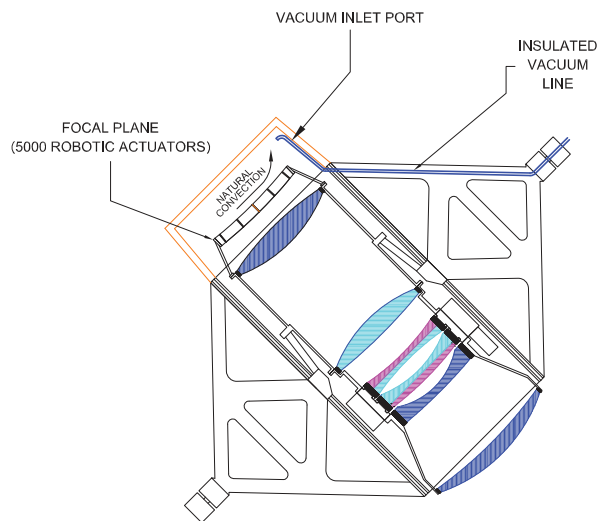 VACUUM INLET PORT
INSULATED
VACUUM
LINE
FOCAL PLANE
(5000 ROBOTIC ACTUATORS)
NATURAL
CONVECTION